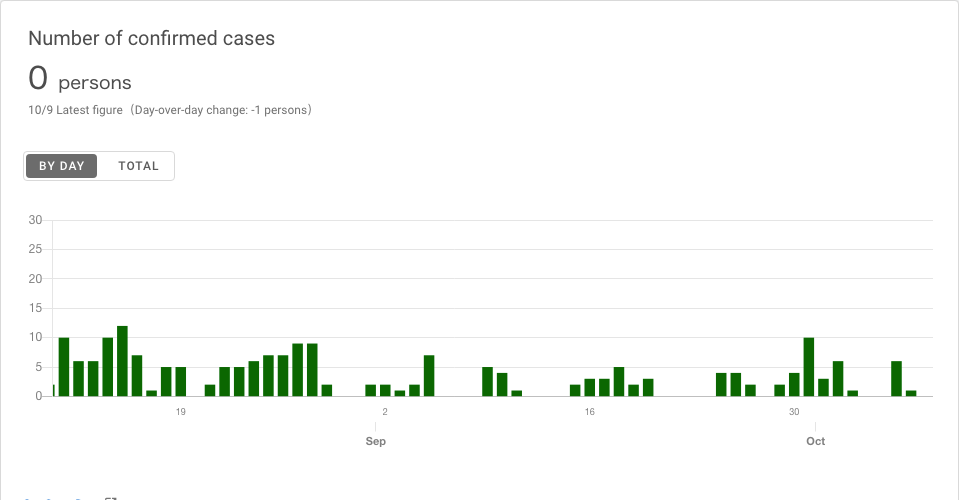 Number of confirmed cases
0 persons
10/9 Latest figure（Day-over-day change: -1 persons）
BY DAY TOTAL
30
25
20
15
10
5
0
19 2 16 30
Sep Oct